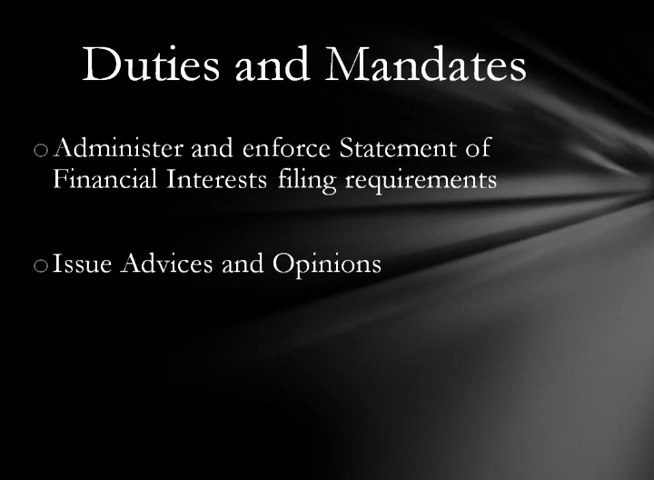 Duties and Mandates
Administer and enforce Statement of
Financial Interests filing requirements
Issue Advices and Opinions